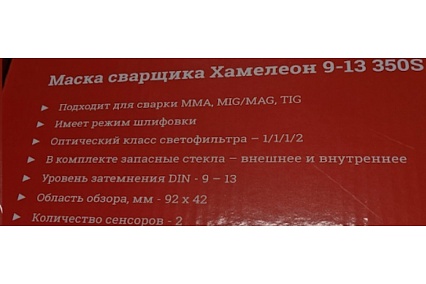 Маска сварщика Хамелеон 9-13 350S
► Подходит для сварки MMA, MIG/MAG, TIG
► Имеет режим шлифовки
► Оптический класс светофильтра – 1/1/1/2
► В комплекте запасные стекла – внешнее и внутреннее
► Уровень затемнения DIN - 9 – 13
► Область обзора, мм - 92 x 42
► Количество сенсоров - 2